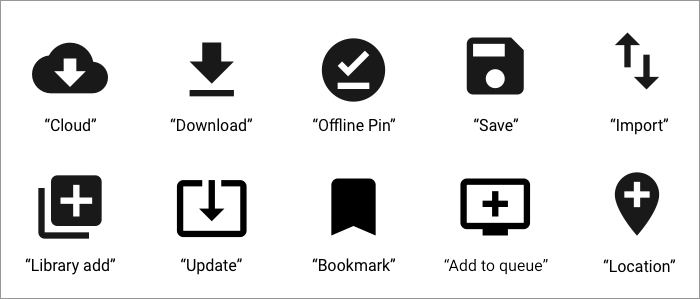 “Cloud” “Download” “Offline Pin” “Save” “Import”
“Library add” “Update” “Bookmark” “Add to queue” “Location”